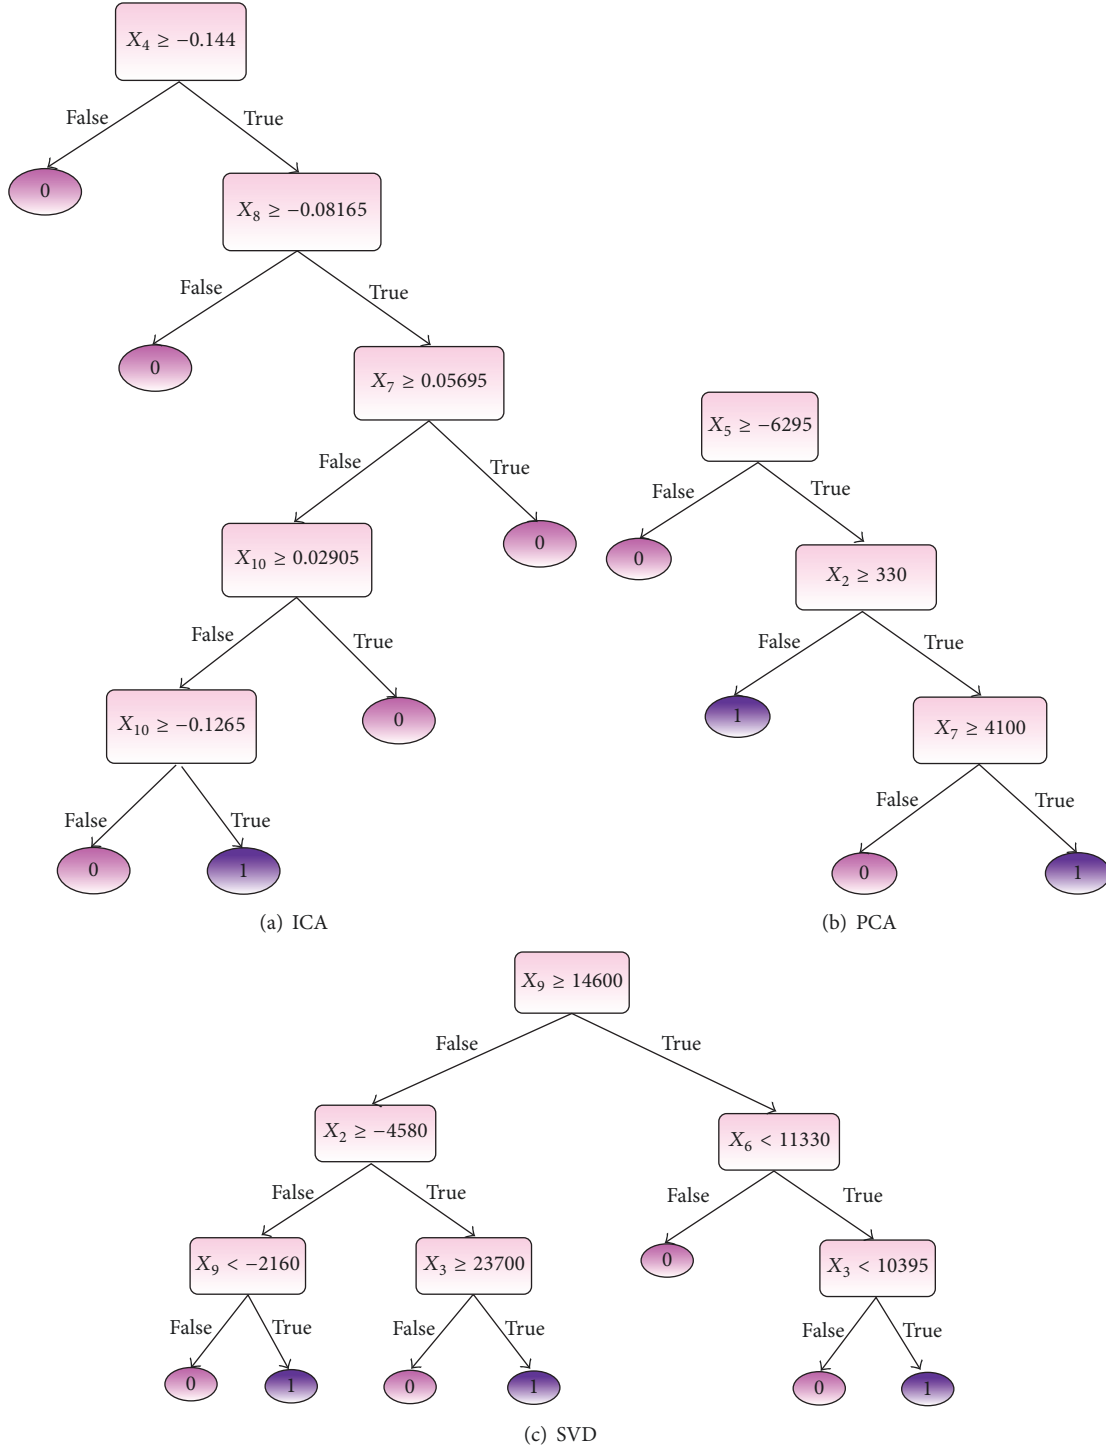 X₄ ≥ −0.144
False
True
0
X₈ ≥ −0.08165
False
True
0
X₇ ≥ 0.05695
False
True
0
X₁₀ ≥ 0.02905
False
True
0
X₁₀ ≥ −0.1265
False
True
0
1
(a) ICA
X₅ ≥ −6295
False
True
0
X₂ ≥ 330
False
True
1
X₇ ≥ 4100
False
True
0
1
(b) PCA
X₉ ≥ 14600
False
True
X₂ ≥ −4580
X₆ < 11330
False
True
False
True
X₉ < −2160
X₃ ≥ 23700
0
X₃ < 10395
False
True
False
True
False
True
0
1
0
1
0
1
(c) SVD